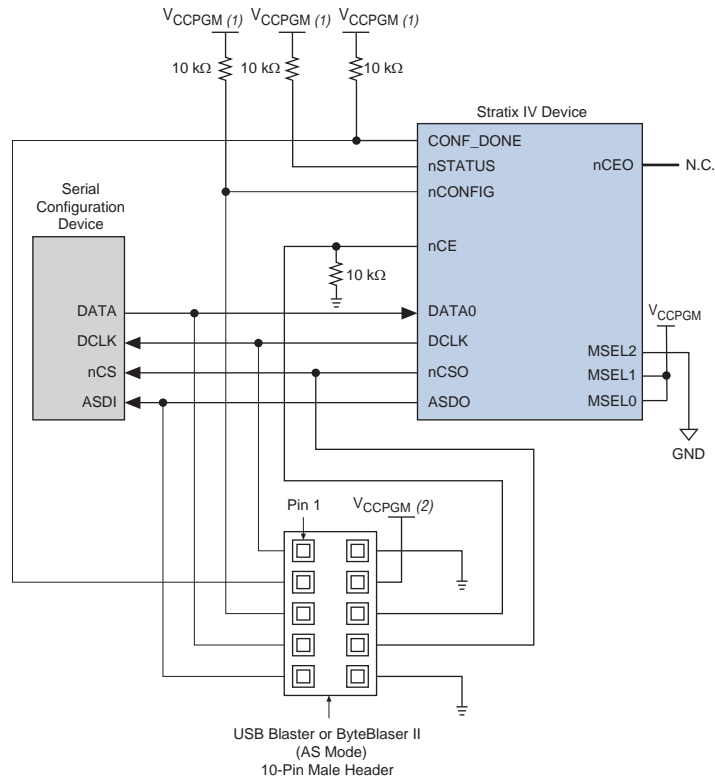 VCCPGM (1) VCCPGM (1) VCCPGM (1)
10 kΩ 10 kΩ 10 kΩ
Stratix IV Device
CONF_DONE
nSTATUS
nCONFIG
nCE
DATA0
DCLK
nCSO
ASDO
nCEO
N.C.
VCCPGM
MSEL2
MSEL1
MSEL0
GND
10 kΩ
Serial
Configuration
Device
DATA
DCLK
nCS
ASDI
Pin 1
VCCPGM (2)
USB Blaster or ByteBlaser II
(AS Mode)
10-Pin Male Header